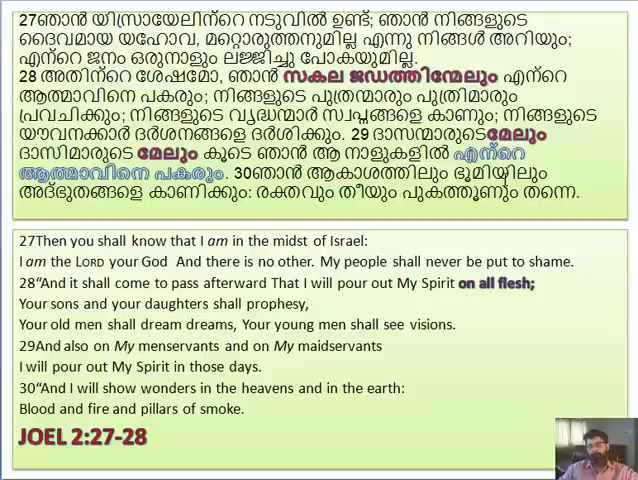 27ഞാൻ യിസ്രായേലിന്റെ നടുവിൽ ഉണ്ട്; ഞാൻ നിങ്ങളുടെ
ദൈവമായ യഹോവ, മറ്റൊരുത്തനുമില്ല എന്നു നിങ്ങൾ അറിയും;
എന്റെ ജനം ഒരുനാളും ലജ്ജിച്ചു പോകയുമില്ല.
28 അതിന്റെ ശേഷമോ, ഞാൻ സകല ജഡത്തിന്മേലും എന്റെ
ആത്മാവിനെ പകരും; നിങ്ങളുടെ പുത്രന്മാരും പുത്രിമാരും
പ്രവചിക്കും; നിങ്ങളുടെ വൃദ്ധന്മാർ സ്വപ്നങ്ങളെ കാണും; നിങ്ങളുടെ
യൗവനക്കാർ ദർശനങ്ങളെ ദർശിക്കും. 29 ദാസന്മാരുടെമേലും
ദാസിമാരുടെ മേലും കൂടെ ഞാൻ ആ നാളുകളിൽ എന്റെ
ആത്മാവിനെ പകരും. 30ഞാൻ ആകാശത്തിലും ഭൂമിയിലും
അദ്ഭുതങ്ങളെ കാണിക്കും: രക്തവും തീയും പുകത്തൂണും തന്നെ.
27Then you shall know that I am in the midst of Israel:
I am the LORD your God And there is no other. My people shall never be put to shame.
28“And it shall come to pass afterward That I will pour out My Spirit on all flesh;
Your sons and your daughters shall prophesy,
Your old men shall dream dreams, Your young men shall see visions.
29And also on My menservants and on My maidservants
I will pour out My Spirit in those days.
30“And I will show wonders in the heavens and in the earth:
Blood and fire and pillars of smoke.
JOEL 2:27-28